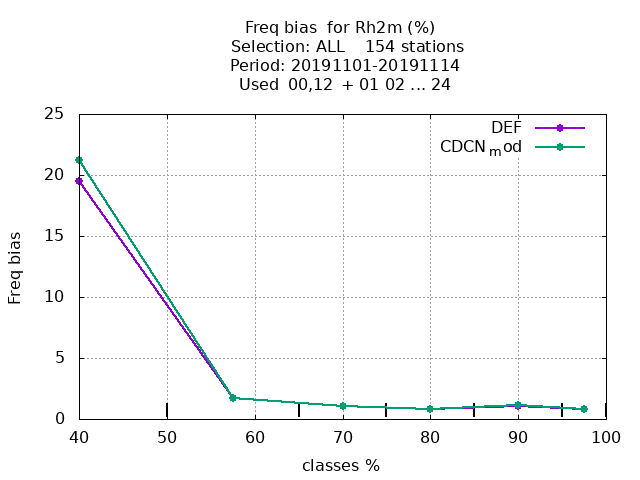 Freq bias  for Rh2m (%)
Selection: ALL    154 stations
Period: 20191101-20191114
Used  00,12  + 01 02 ... 24
DEF
CDCN_mod
25
20
15
10
5
0
Freq bias
40 50 60 70 80 90 100
classes %